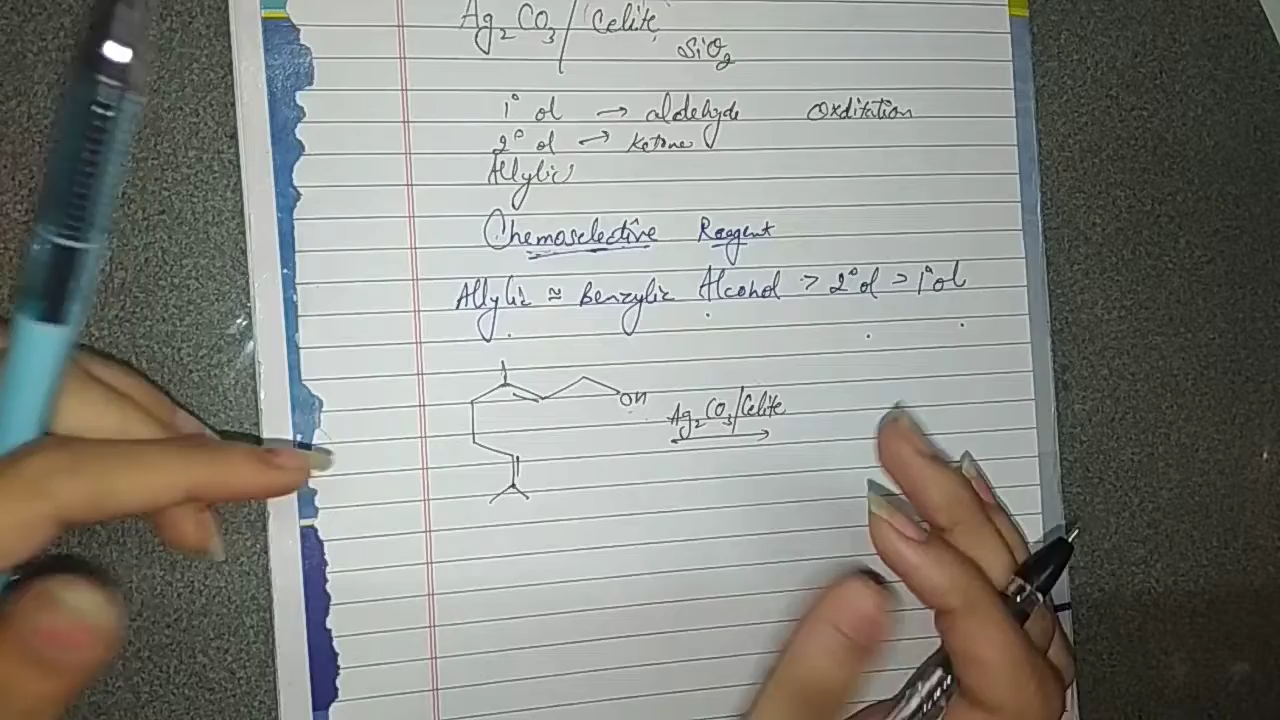 Ag2CO3/Celite
SiO2
1° ol → aldehyde Oxditation
2° ol → Ketone
Allylic
Chemoselective Reagent
Allylic ≈ Benzylic Alcohol > 2° ol > 1° ol
OH
Ag2CO3/Celite